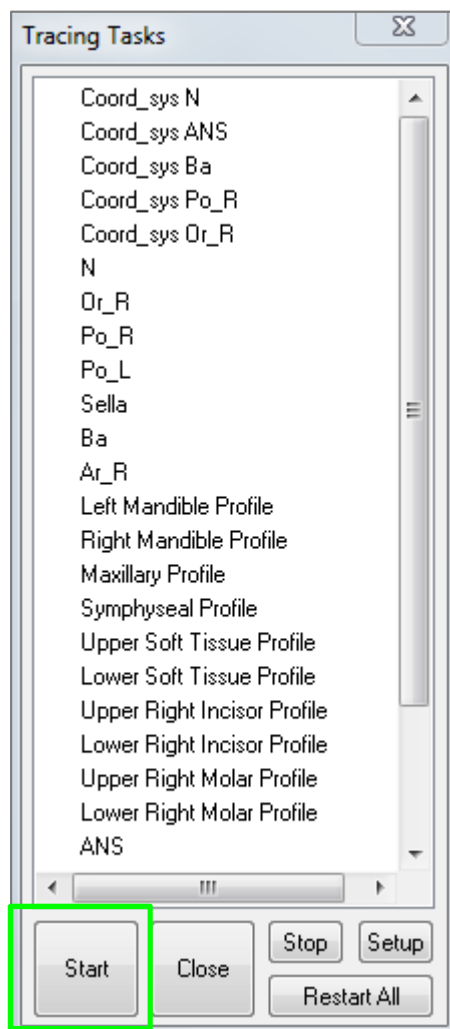 Tracing Tasks
Coord_sys N
Coord_sys ANS
Coord_sys Ba
Coord_sys Po_R
Coord_sys Or_R
N
Or_R
Po_R
Po_L
Sella
Ba
Ar_R
Left Mandible Profile
Right Mandible Profile
Maxillary Profile
Symphyseal Profile
Upper Soft Tissue Profile
Lower Soft Tissue Profile
Upper Right Incisor Profile
Lower Right Incisor Profile
Upper Right Molar Profile
Lower Right Molar Profile
ANS
Start Close Stop Setup
Restart All